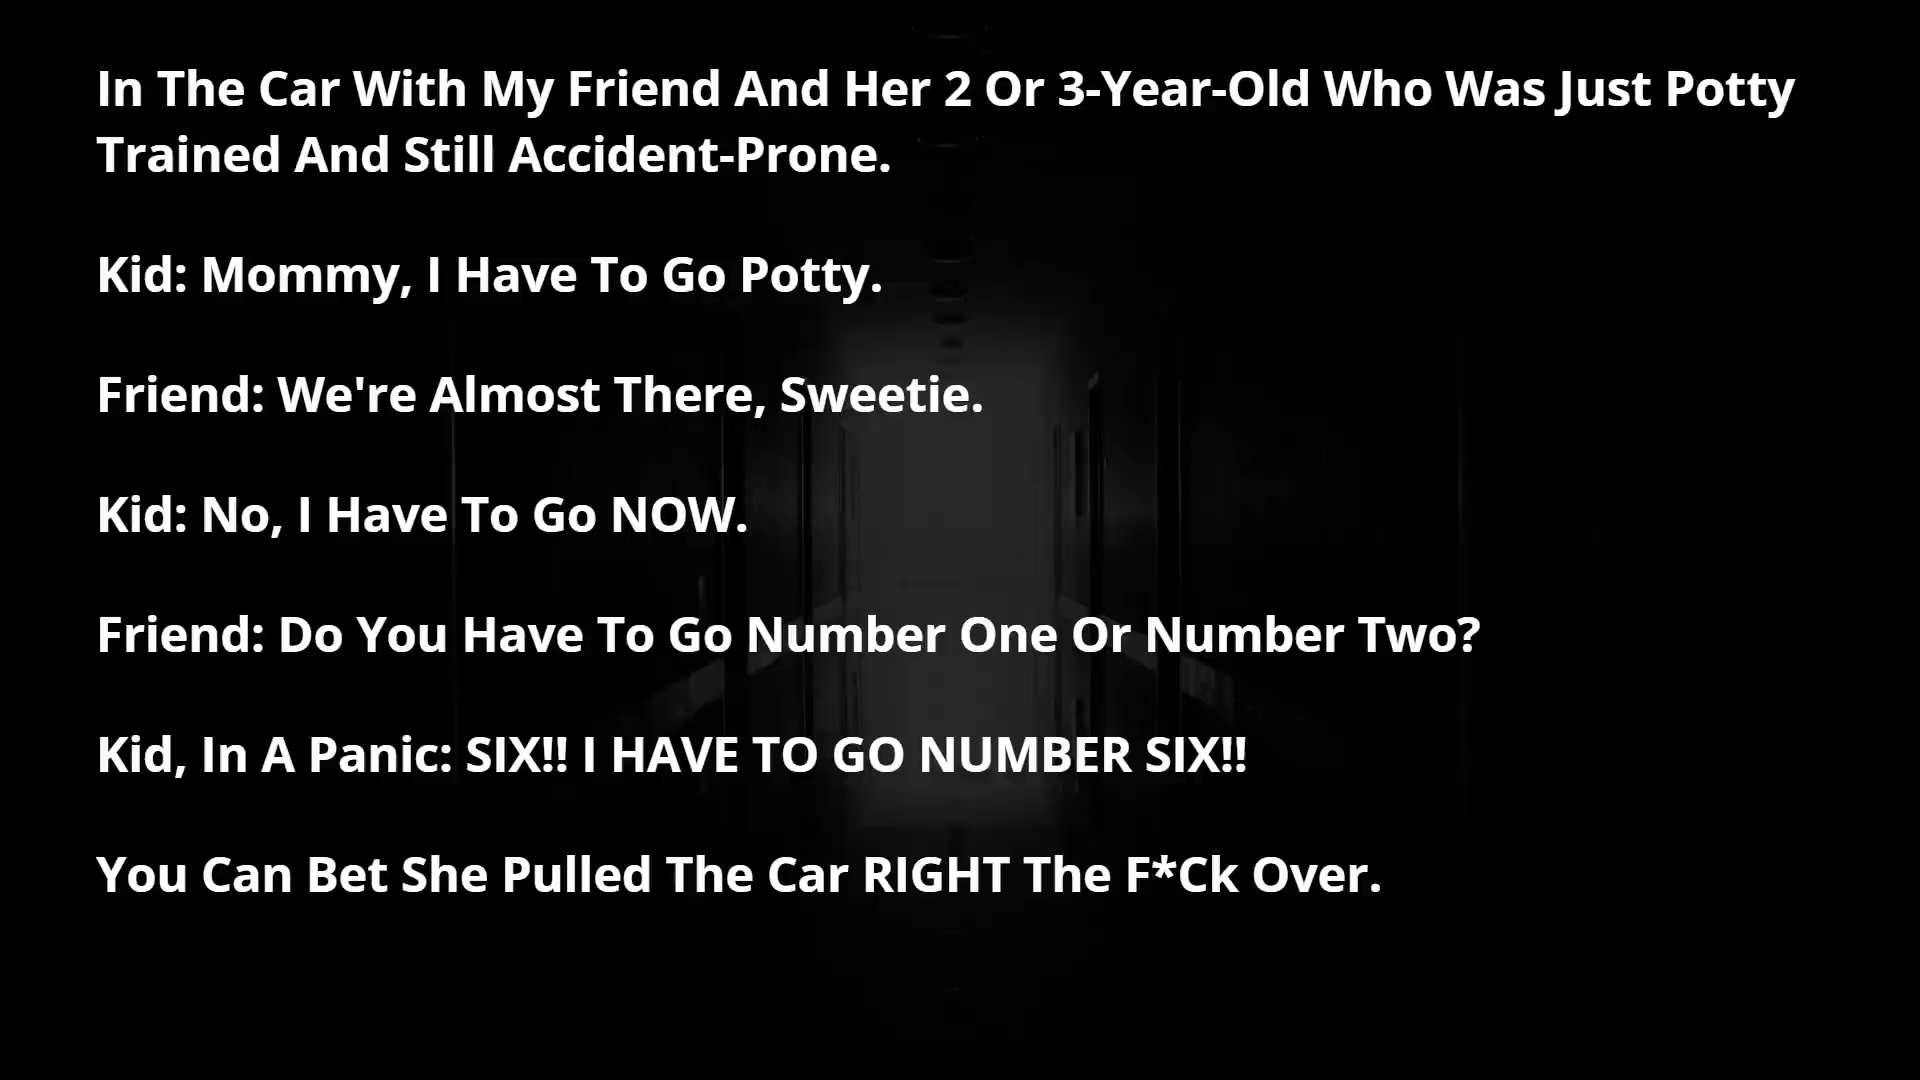 In The Car With My Friend And Her 2 Or 3-Year-Old Who Was Just Potty
Trained And Still Accident-Prone.
Kid: Mommy, I Have To Go Potty.
Friend: We're Almost There, Sweetie.
Kid: No, I Have To Go NOW.
Friend: Do You Have To Go Number One Or Number Two?
Kid, In A Panic: SIX!! I HAVE TO GO NUMBER SIX!!
You Can Bet She Pulled The Car RIGHT The F*Ck Over.